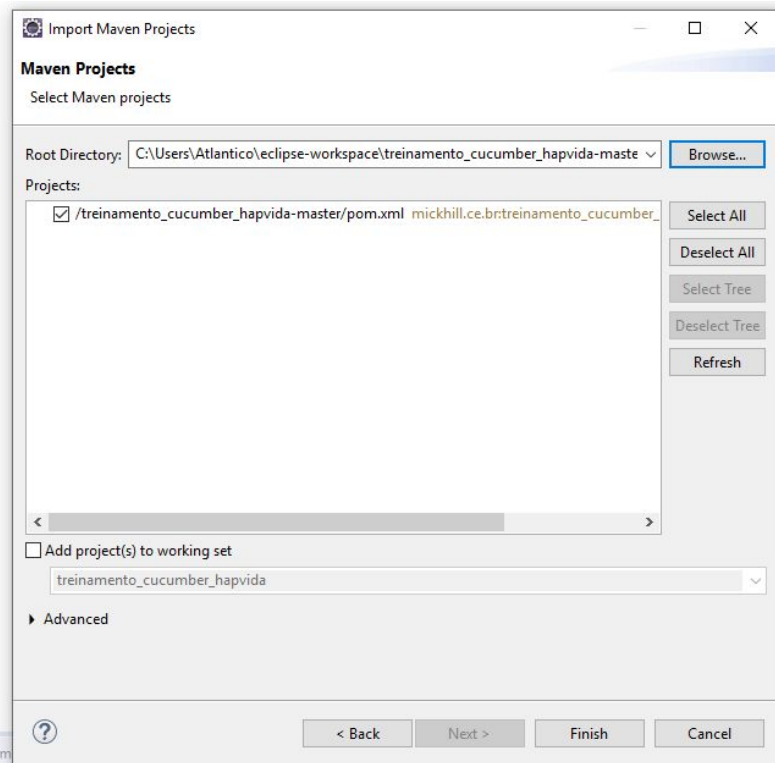 Import Maven Projects
Maven Projects
Select Maven projects
Root Directory: C:\Users\Atlantico\eclipse-workspace\treinamento_cucumber_hapvida-maste Browse...
Projects:
/treinamento_cucumber_hapvida-master/pom.xml mickhill.ce.br:treinamento_cucumber_
Select All
Deselect All
Select Tree
Deselect Tree
Refresh
Add project(s) to working set
treinamento_cucumber_hapvida
Advanced
? < Back Next > Finish Cancel